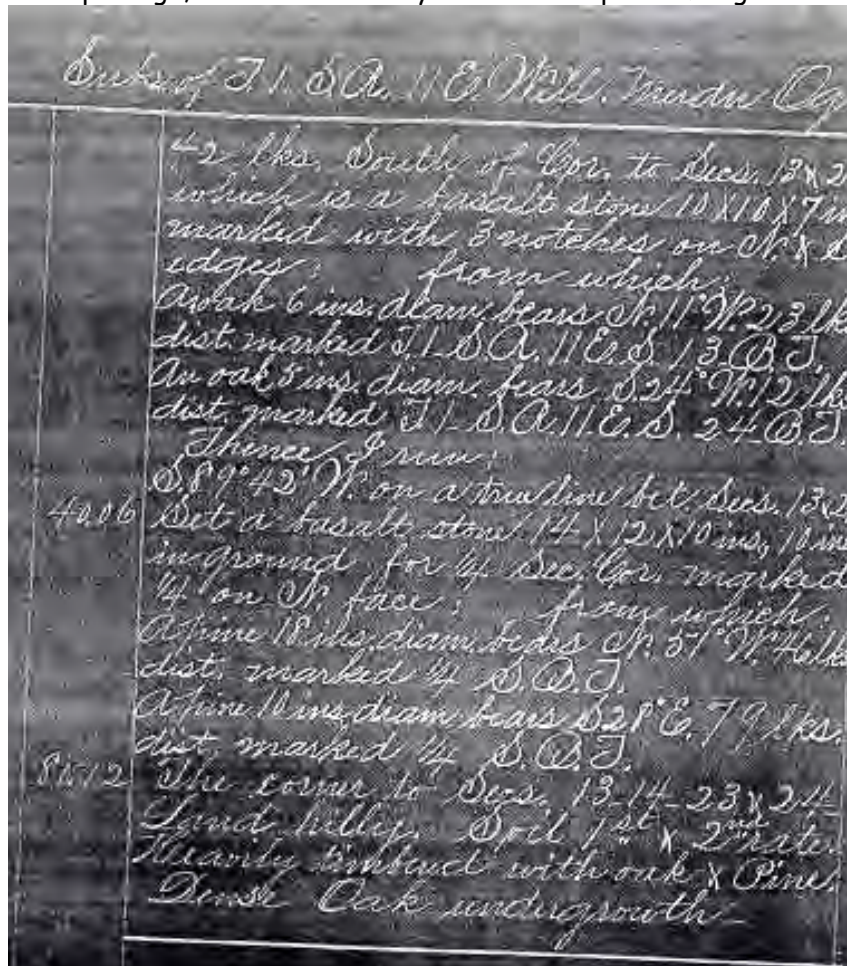 Subs of T. 1. S. R. 11 E. Will. Meridn Og
42 lks. South of Cor. to Secs. 13 & 2
which is a basalt stone 10 X 10 X 7 in
marked with 3 notches on N. & S
edges; from which;
An oak 6 ins. diam. bears N. 11° W. 23 lk
dist. marked T. 1. S. R. 11 E. S. 13 B. T.
An oak 5 ins. diam. bears S. 24° W. 12 lks
dist. marked T. 1. S. R. 11 E. S. 24 B. T.
Thence I run;
S. 89° 42' W. on a true line bet. Secs. 13 & 2
40.06 Set a basalt stone 14 X 12 X 10 ins, 10 ins
in ground for 1/4 Sec. Cor. marked
1/4 on N. face; from which.
A pine 18 ins. diam. bears N. W. 46 lks
dist. marked 1/4 S. B. T.
A pine 10 ins. diam. bears S 28° E. 79 lks.
dist. marked 1/4 S. B. T.
80.12 The corner to Secs. 13-14-23 & 24
Land hilly. Soil 1st & 2nd rate.
Heavily timbered with oak & Pine.
Dense Oak undergrowth